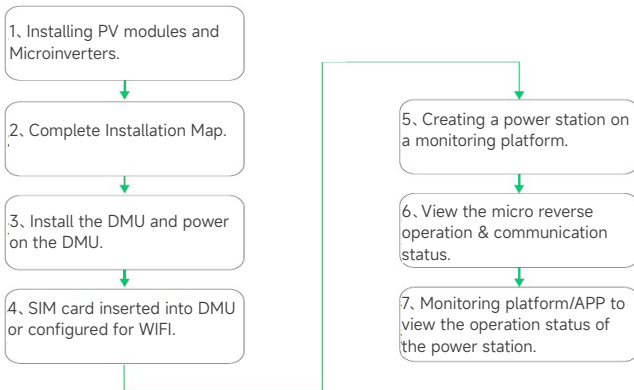 1、Installing PV modules and
Microinverters.
2、Complete Installation Map.
3、Install the DMU and power
on the DMU.
4、SIM card inserted into DMU
or configured for WIFI.
5、Creating a power station on
a monitoring platform.
6、View the micro reverse
operation & communication
status.
7、Monitoring platform/APP to
view the operation status of
the power station.